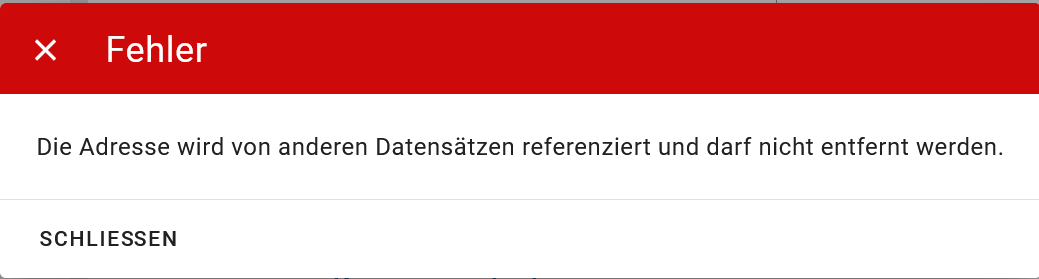 Fehler
Die Adresse wird von anderen Datensätzen referenziert und darf nicht entfernt werden.
SCHLIESSEN